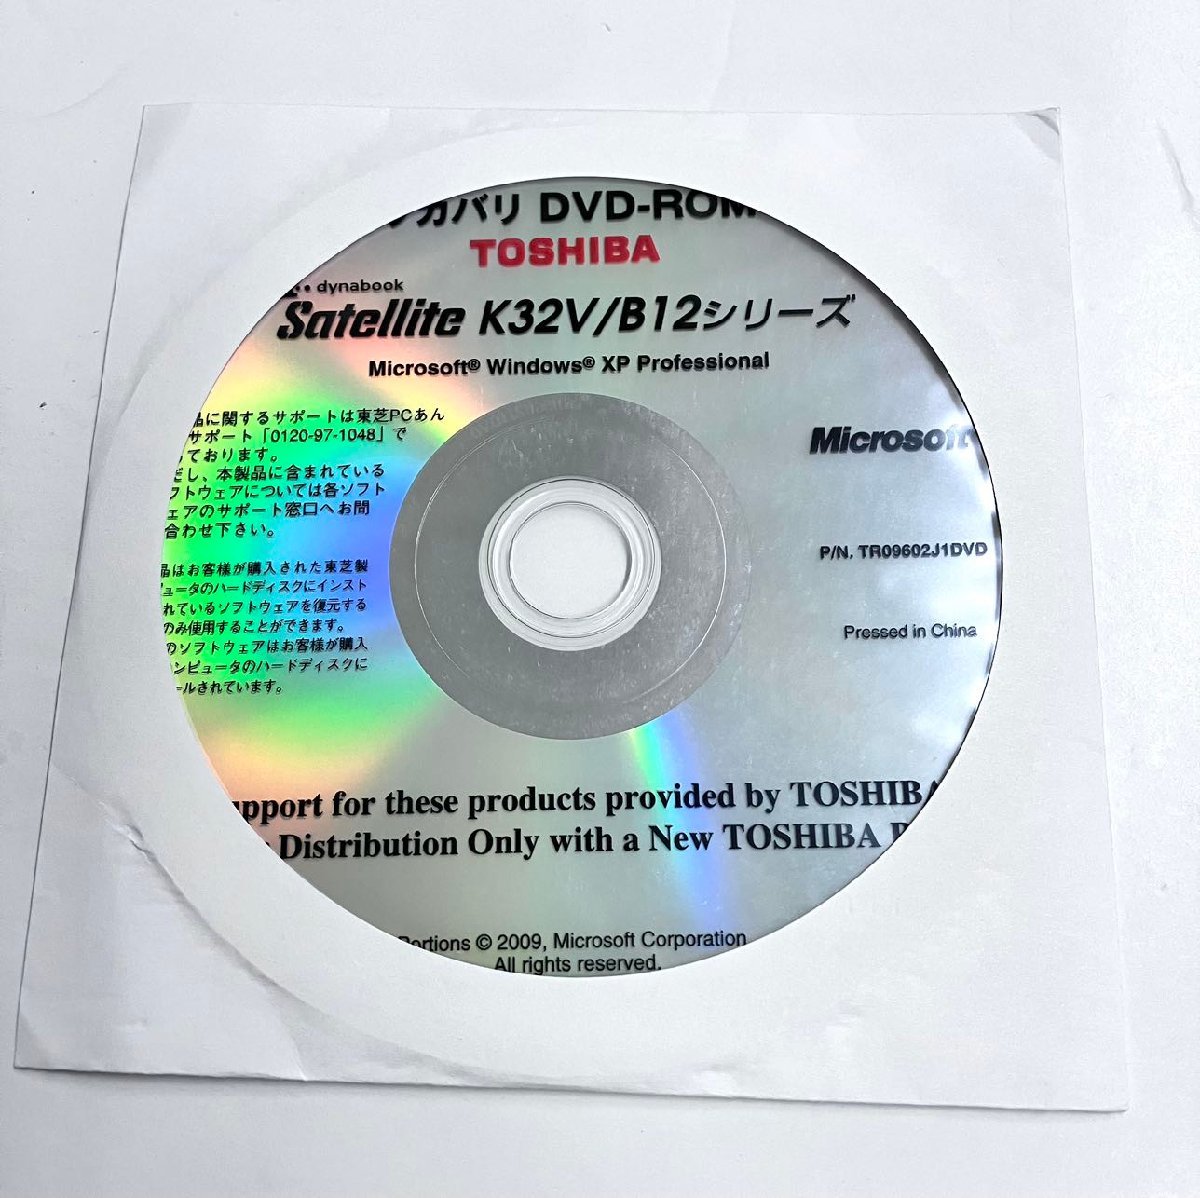 カバリ DVD-ROM
TOSHIBA
dynabook
Satellite K32V/B12シリーズ
Microsoft® Windows® XP Professional
品に関するサポートは東芝PCあん
サポート「0120-97-1048」で
ております。
だし、本製品に含まれている
フトウェアについては各ソフト
ェアのサポート窓口へお問
合わせ下さい。
Microsoft
P/N. TR09602J1DVD
Pressed in China
品はお客様が購入された東芝製
ュータのハードディスクにインスト
れているソフトウェアを復元する
のみ使用することができます。
のソフトウェアはお客様が購入
ンピュータのハードディスクに
ールされています。
upport for these products provided by TOSHIBA
Distribution Only with a New TOSHIBA
Portions © 2009, Microsoft Corporation
All rights reserved.